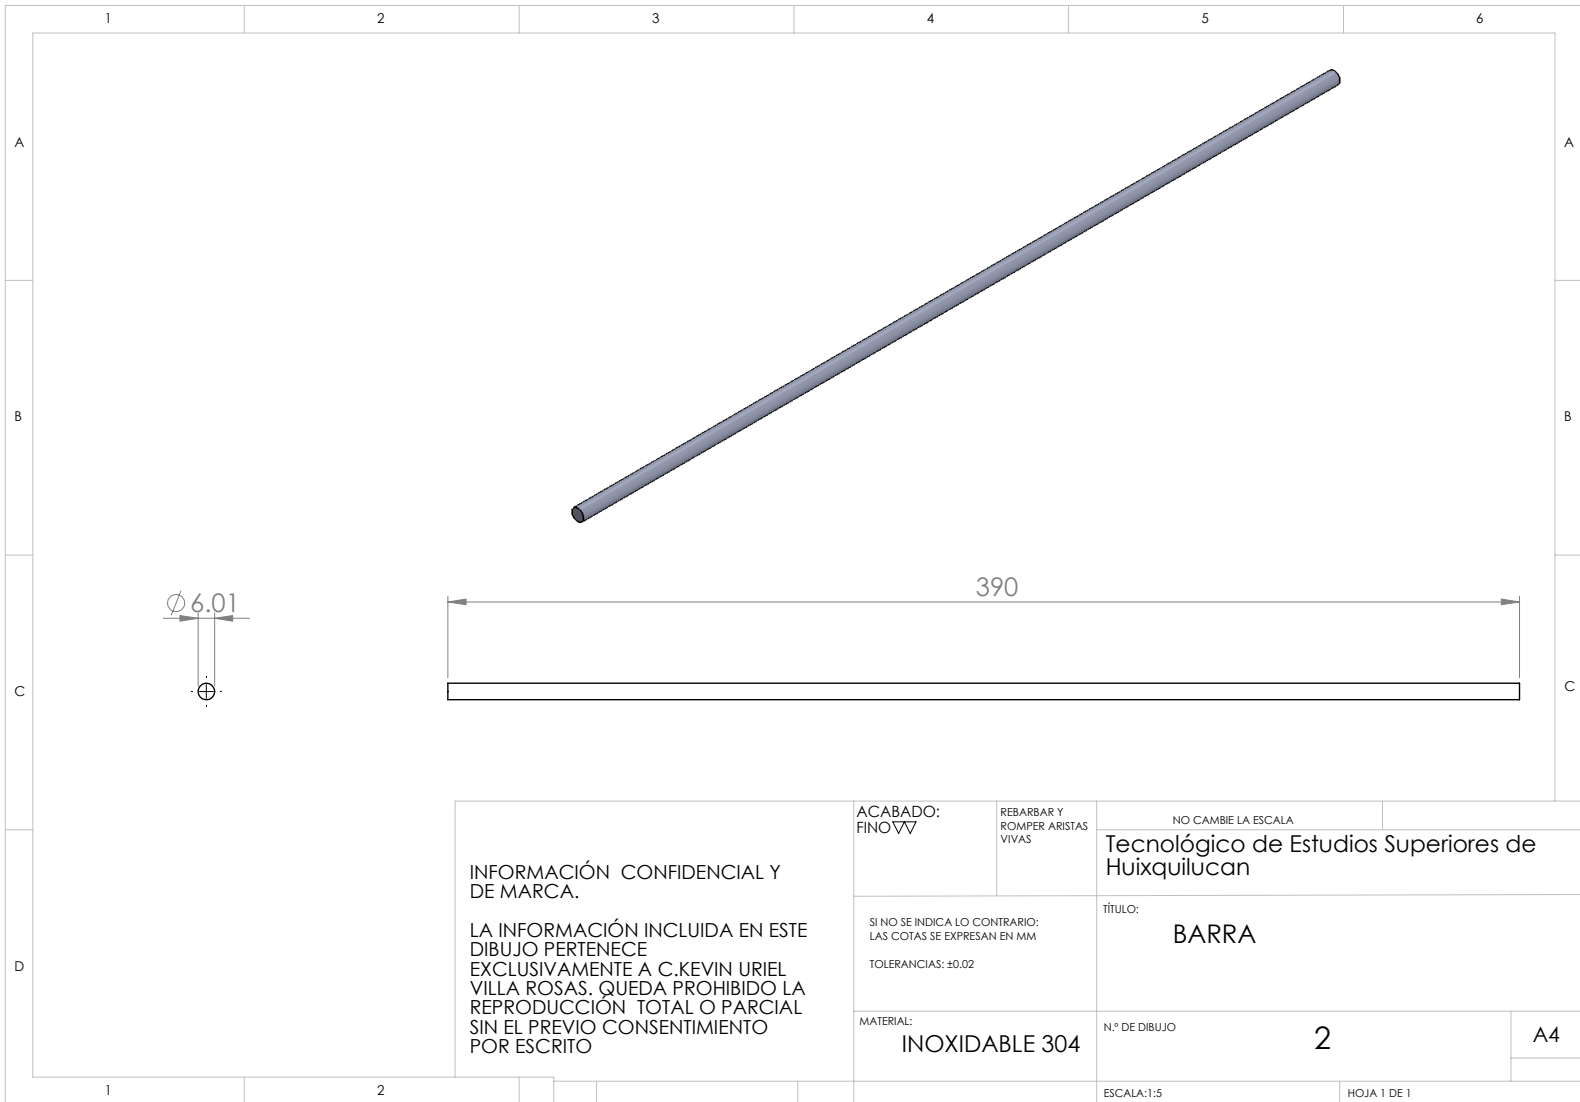 1 2 3 4 5 6
A A
B B
⌀6.01
390
C C
ACABADO:
FINO▽▽
REBARBAR Y
ROMPER ARISTAS
VIVAS
NO CAMBIE LA ESCALA
Tecnológico de Estudios Superiores de
Huixquilucan
INFORMACIÓN CONFIDENCIAL Y
DE MARCA.
LA INFORMACIÓN INCLUIDA EN ESTE
DIBUJO PERTENECE
EXCLUSIVAMENTE A C.KEVIN URIEL
VILLA ROSAS. QUEDA PROHIBIDO LA
REPRODUCCIÓN TOTAL O PARCIAL
SIN EL PREVIO CONSENTIMIENTO
POR ESCRITO
SI NO SE INDICA LO CONTRARIO:
LAS COTAS SE EXPRESAN EN MM
TOLERANCIAS: ±0.02
TÍTULO:
BARRA
D
MATERIAL:
INOXIDABLE 304
N.º DE DIBUJO
2
A4
ESCALA:1:5
HOJA 1 DE 1
1 2